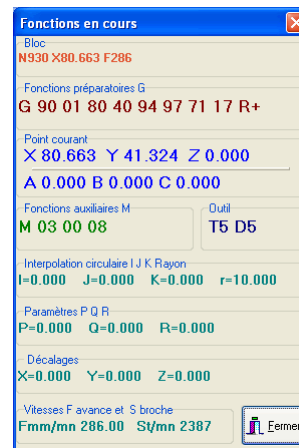 Fonctions en cours
Bloc
N930 X80.663 F286
Fonctions préparatoires G
G 90 01 80 40 94 97 71 17 R+
Point courant
X 80.663 Y 41.324 Z 0.000
A 0.000 B 0.000 C 0.000
Fonctions auxiliaires M
M 03 00 08
Outil
T5 D5
Interpolation circulaire I J K Rayon
I=0.000 J=0.000 K=0.000 r=10.000
Paramètres P Q R
P=0.000 Q=0.000 R=0.000
Décalages
X=0.000 Y=0.000 Z=0.000
Vitesses F avance et S broche
Fmm/mn 286.00 St/mn 2387
Fermer